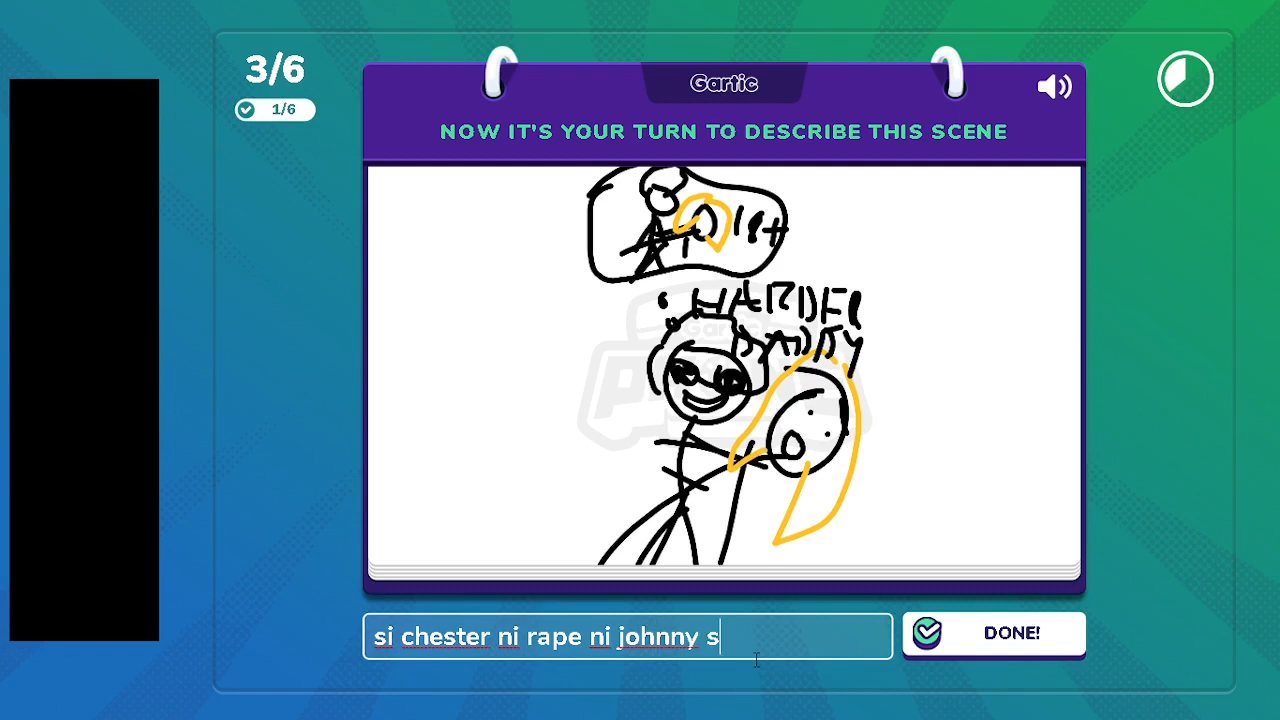 3/6
1/6
Gartic
NOW IT'S YOUR TURN TO DESCRIBE THIS SCENE
18+
HARDER
DADDY
si chester ni rape ni johnny s
DONE!